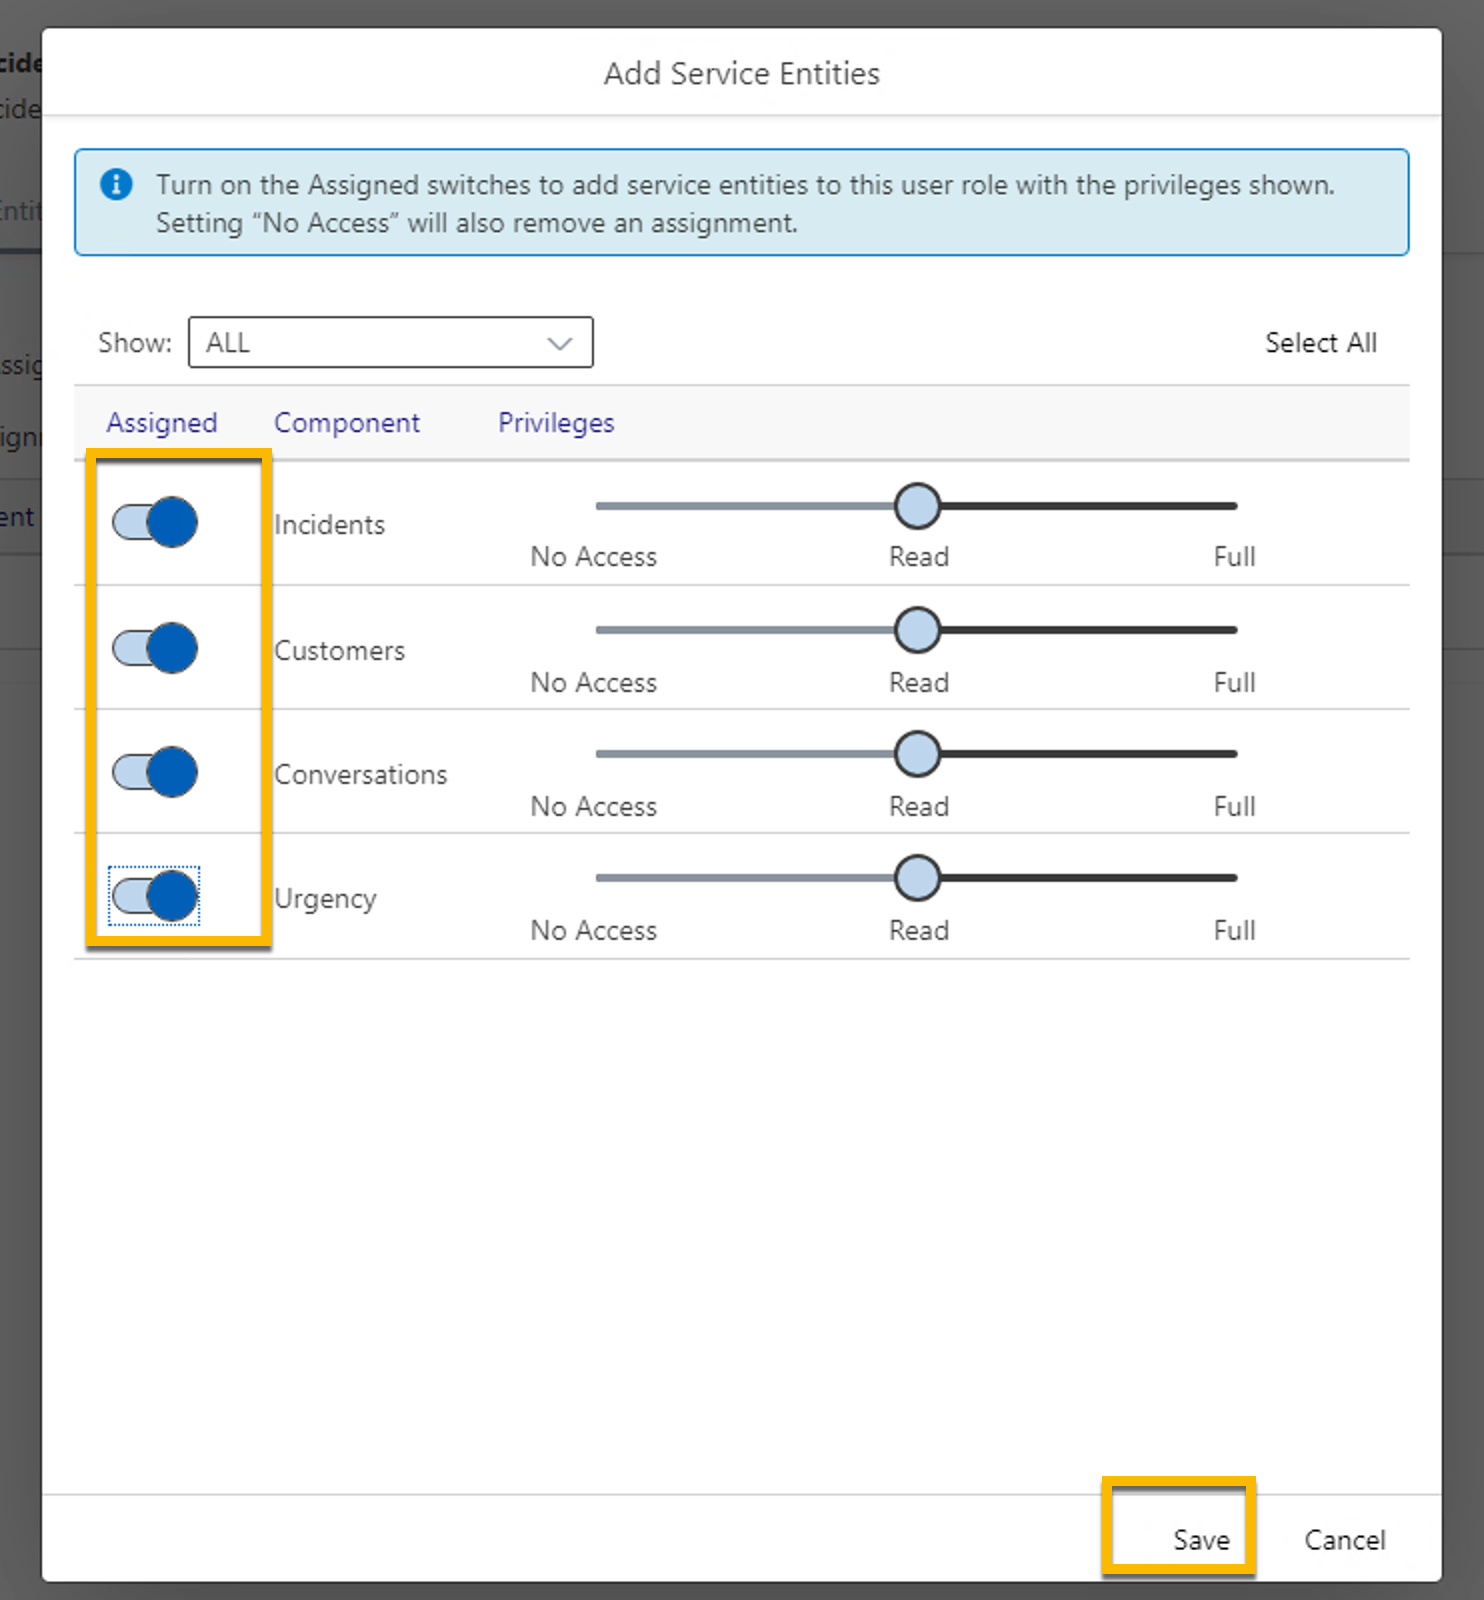 Add Service Entities
Turn on the Assigned switches to add service entities to this user role with the privileges shown.
Setting “No Access” will also remove an assignment.
Show: ALL Select All
Assigned Component Privileges
Incidents
No Access Read Full
Customers
No Access Read Full
Conversations
No Access Read Full
Urgency
No Access Read Full
Save Cancel